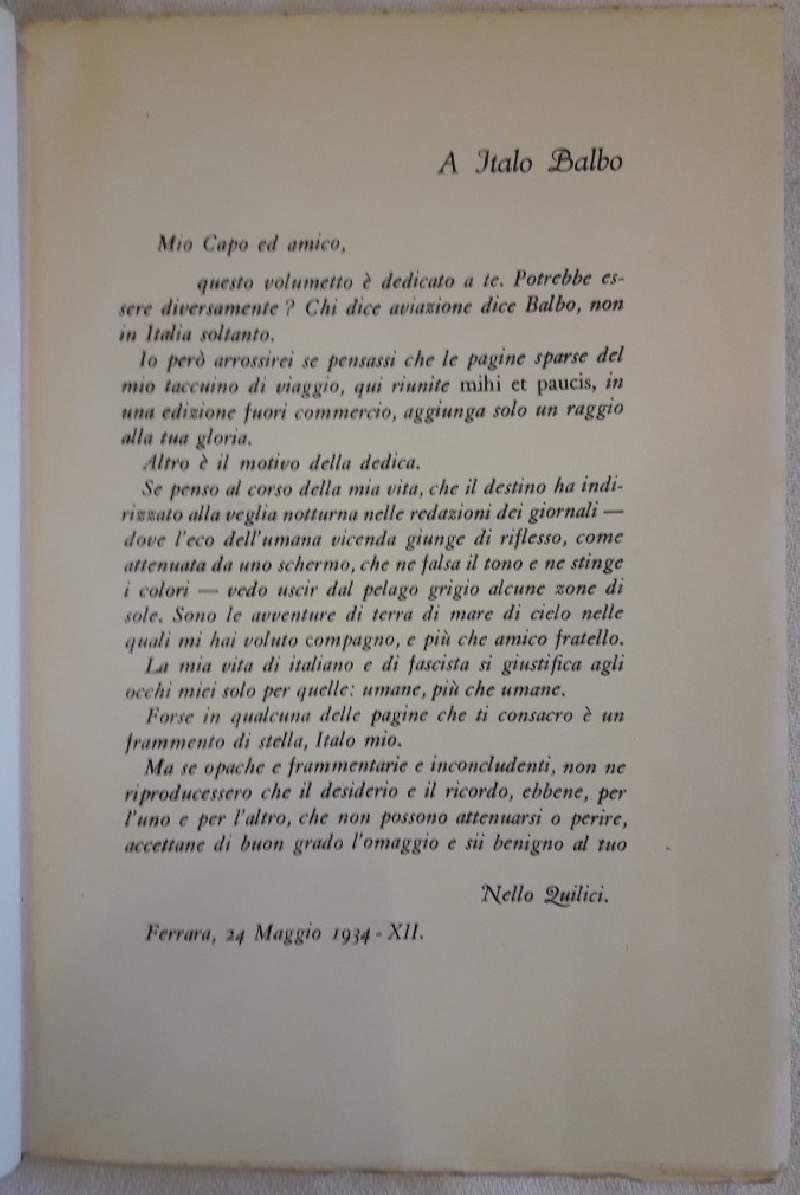 A Italo Balbo
Mio Capo ed amico,
questo volumetto è dedicato a te. Potrebbe es-
sere diversamente? Chi dice aviazione dice Balbo, non
in Italia soltanto.
Io però arrossirei se pensassi che le pagine sparse del
mio taccuino di viaggio, qui riunite mihi et paucis, in
una edizione fuori commercio, aggiunga solo un raggio
alla tua gloria.
Altro è il motivo della dedica.
Se penso al corso della mia vita, che il destino ha indi-
rizzato alla veglia notturna nelle redazioni dei giornali —
dove l'eco dell'umana vicenda giunge di riflesso, come
attenuata da uno schermo, che ne falsa il tono e ne stinge
i colori — vedo uscir dal pelago grigio alcune zone di
sole. Sono le avventure di terra di mare di cielo nelle
quali mi hai voluto compagno, e più che amico fratello.
La mia vita di italiano e di fascista si giustifica agli
occhi miei solo per quelle: umane, più che umane.
Forse in qualcuna delle pagine che ti consacro è un
frammento di stella, Italo mio.
Ma se opache e frammentarie e inconcludenti, non ne
riproducessero che il desiderio e il ricordo, ebbene, per
l'uno e per l'altro, che non possono attenuarsi o perire,
accettane di buon grado l'omaggio e sii benigno al tuo
Nello Quilici.
Ferrara, 24 Maggio 1934 - XII.